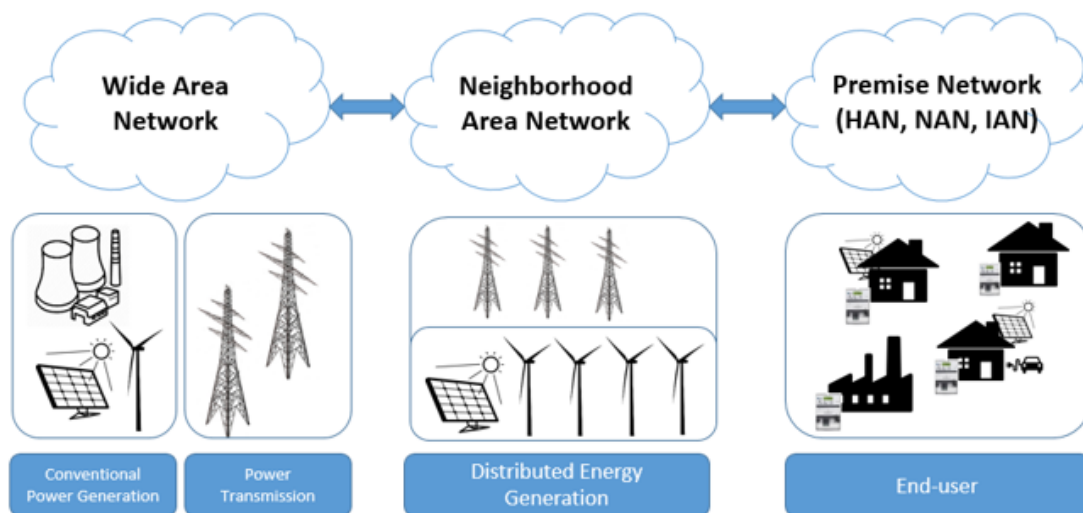 Wide Area
Network
Neighborhood
Area Network
Premise Network
(HAN, NAN, IAN)
Conventional
Power Generation
Power
Transmission
Distributed Energy
Generation
End-user